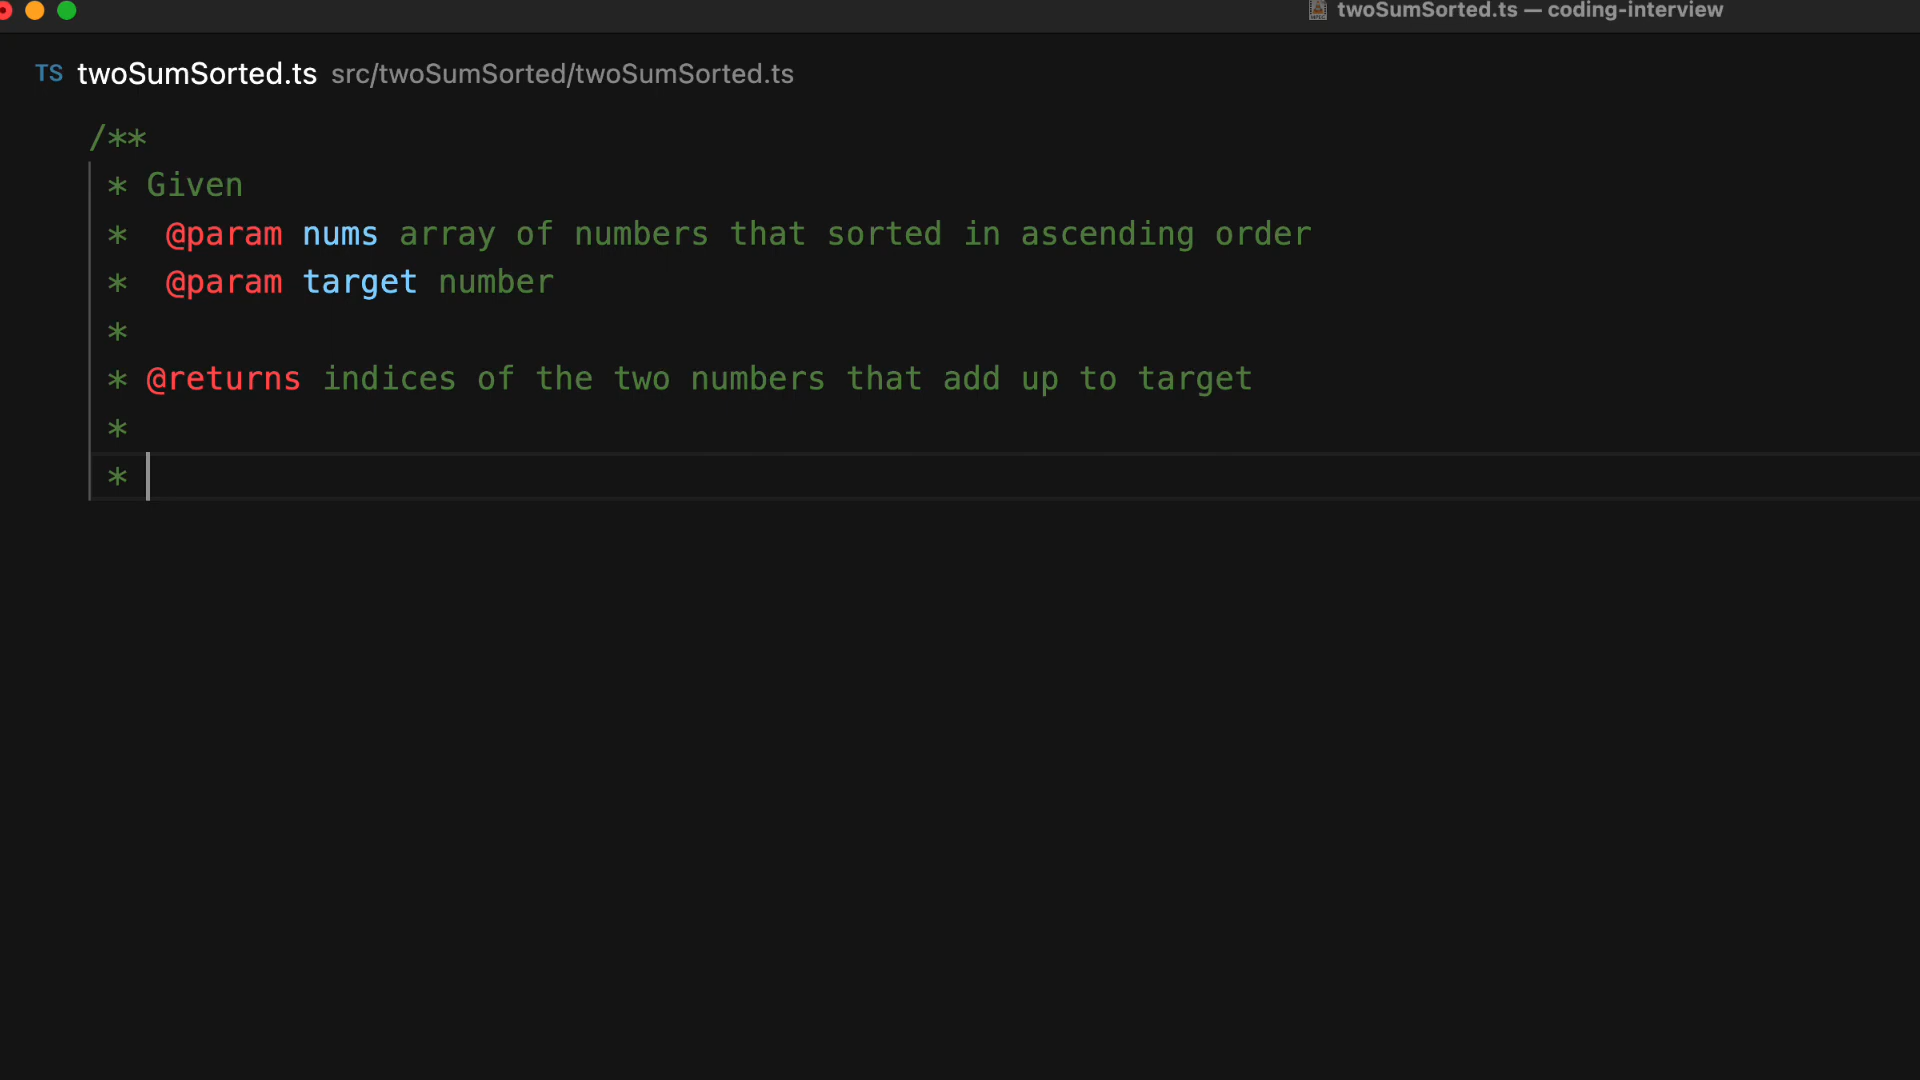 twoSumSorted.ts — coding-interview
TS twoSumSorted.ts src/twoSumSorted/twoSumSorted.ts
/**
* Given
* @param nums array of numbers that sorted in ascending order
* @param target number
*
* @returns indices of the two numbers that add up to target
*
*